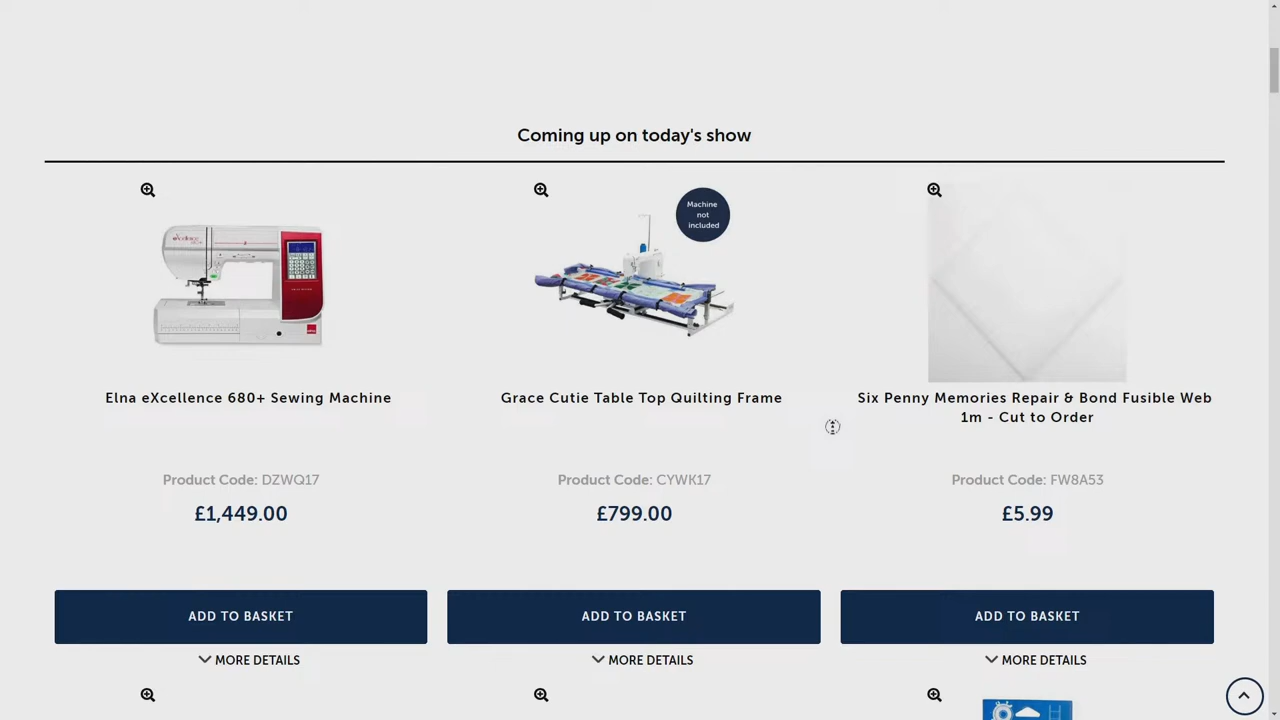 Coming up on today's show
Machine
not
included
Elna eXcellence 680+ Sewing Machine
Grace Cutie Table Top Quilting Frame
Six Penny Memories Repair & Bond Fusible Web
1m - Cut to Order
Product Code: DZWQ17
Product Code: CYWK17
Product Code: FW8A53
£1,449.00
£799.00
£5.99
ADD TO BASKET
ADD TO BASKET
ADD TO BASKET
MORE DETAILS
MORE DETAILS
MORE DETAILS